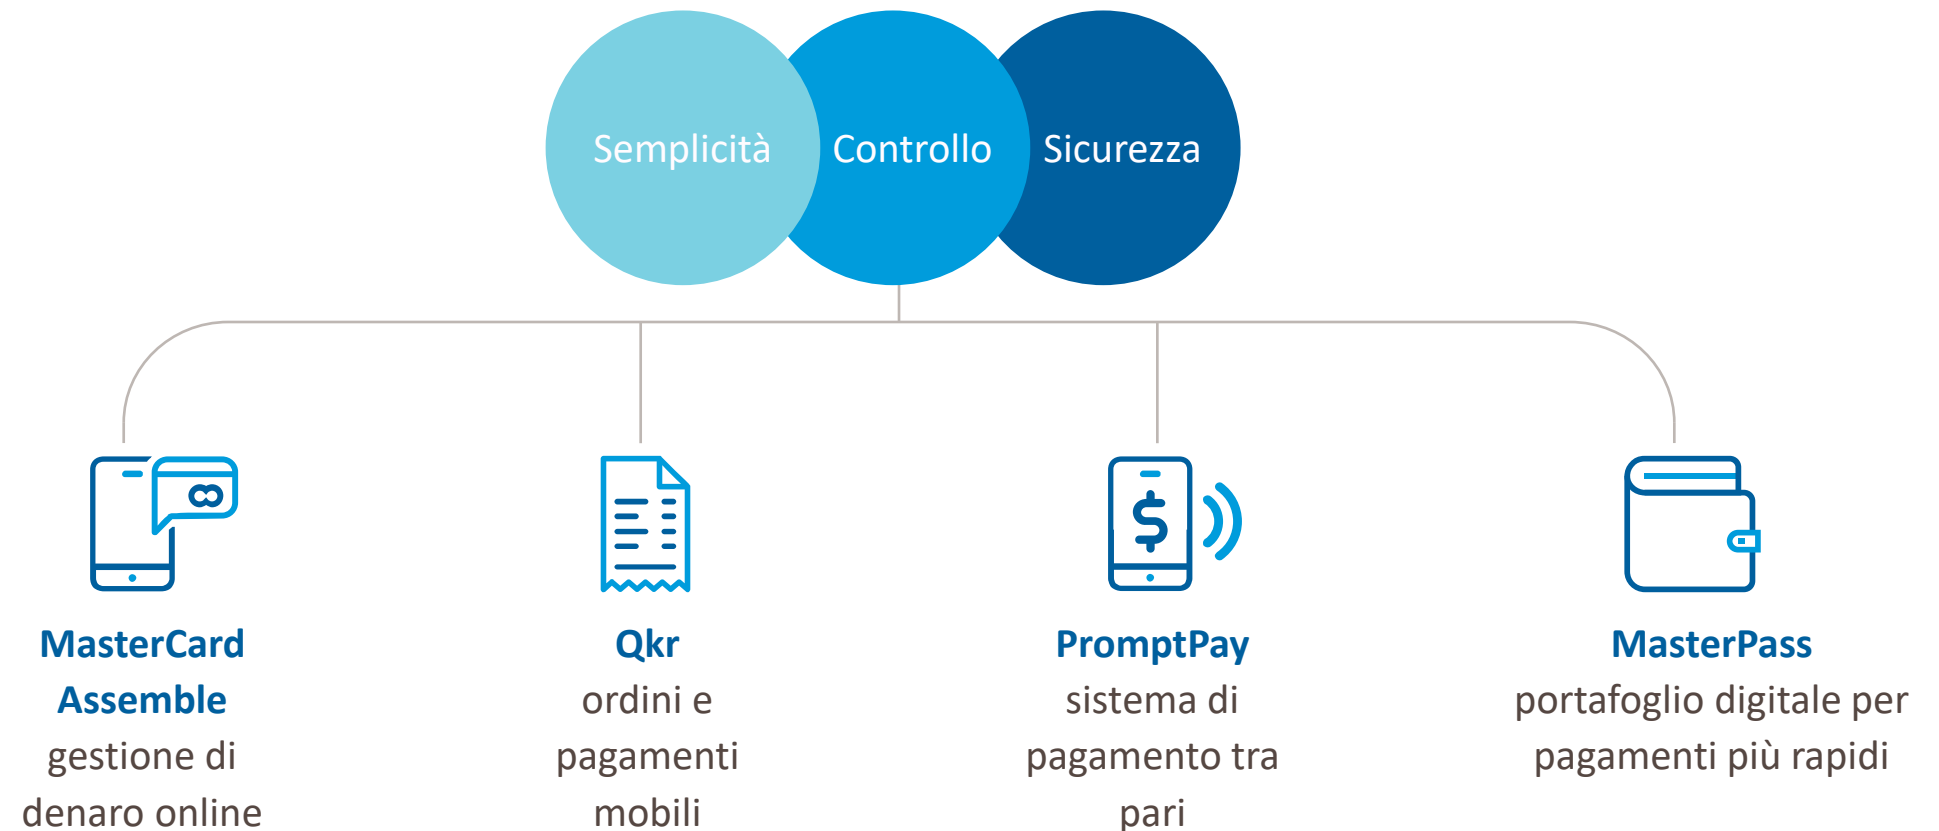 Semplicità
Controllo
Sicurezza
MasterCard
Assemble
gestione di
denaro online
Qkr
ordini e
pagamenti
mobili
PromptPay
sistema di
pagamento tra
pari
MasterPass
portafoglio digitale per
pagamenti più rapidi